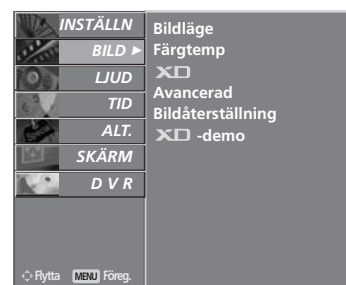 INSTÄLLN
BILD ►
LJUD
TID
ALT.
SKÄRM
D V R
Bildläge
Färgtemp
XD
Avancerad
Bildåterställning
XD -demo
Flytta MENU Föreg.